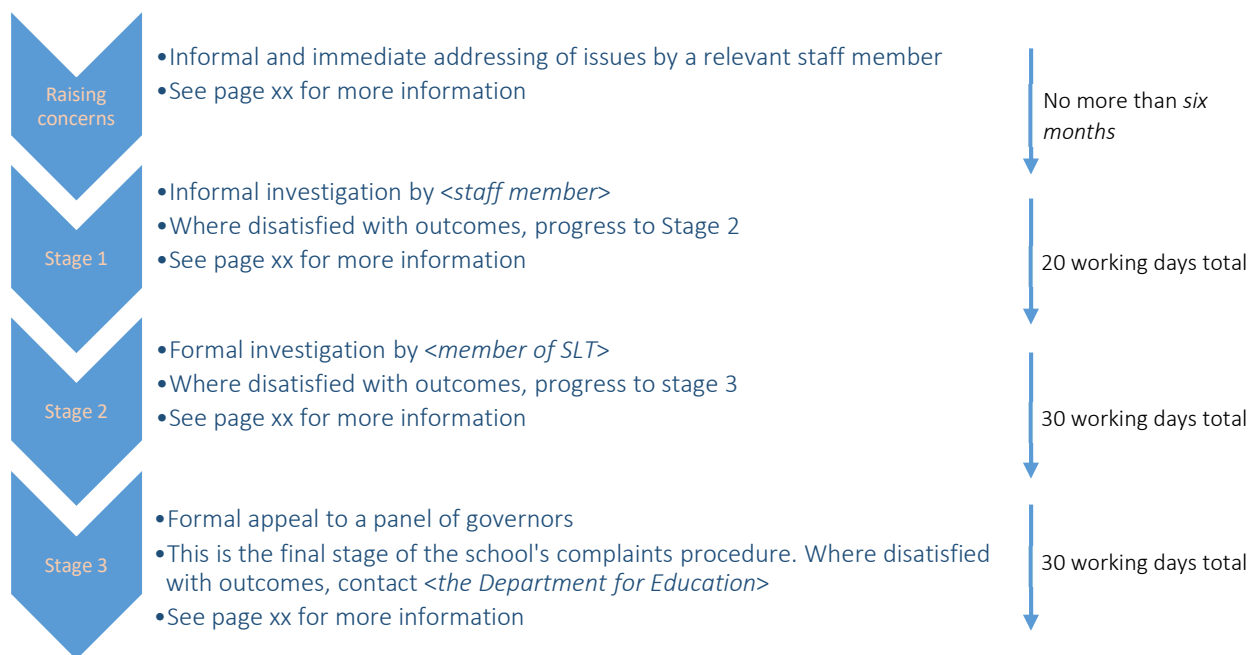 Raising
concerns
•Informal and immediate addressing of issues by a relevant staff member
•See page xx for more information
No more than six
months
Stage 1
•Informal investigation by <staff member>
•Where disatisfied with outcomes, progress to Stage 2
•See page xx for more information
20 working days total
Stage 2
•Formal investigation by <member of SLT>
•Where disatisfied with outcomes, progress to stage 3
•See page xx for more information
30 working days total
Stage 3
•Formal appeal to a panel of governors
•This is the final stage of the school's complaints procedure. Where disatisfied
with outcomes, contact <the Department for Education>
•See page xx for more information
30 working days total